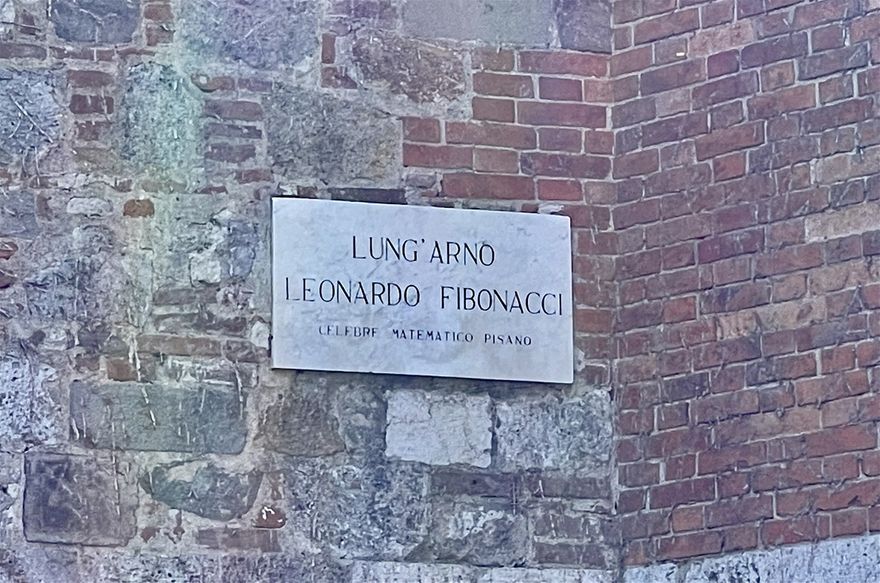 LUNG'ARNO
LEONARDO FIBONACCI
CELEBRE MATEMATICO PISANO